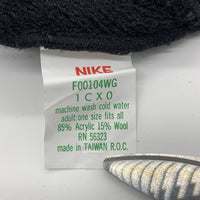 NIKE
F00104WG
1CX0
machine wash cold water
adult:one size fits all
85% Acrylic 15% Wool
RN 56323
made in TAIWAN R.O.C.